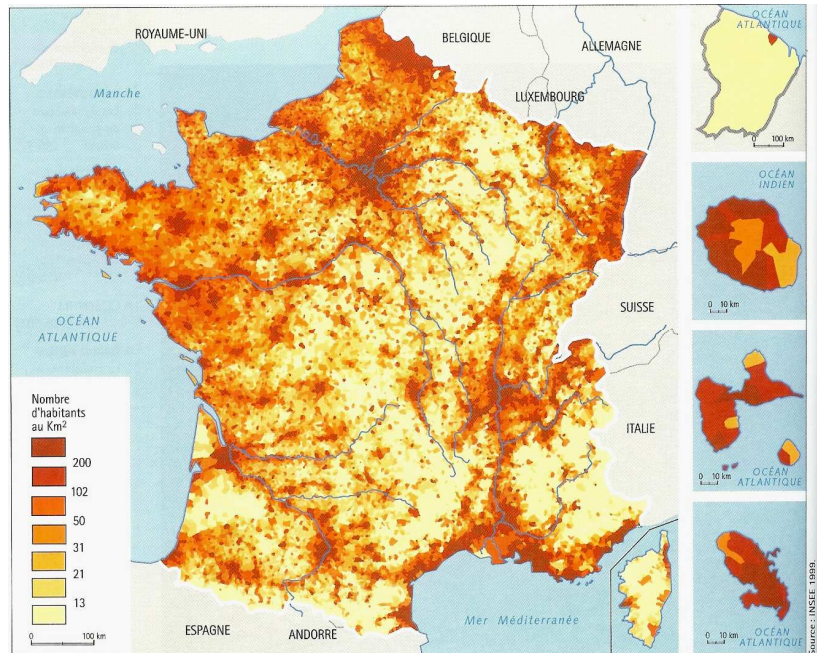 ROYAUME-UNI
BELGIQUE
ALLEMAGNE
Manche
LUXEMBOURG
SUISSE
OCÉAN
ATLANTIQUE
ITALIE
ESPAGNE
ANDORRE
Mer Méditerranée
Nombre
d'habitants
au Km²
200
102
50
31
21
13
0 100 km
OCÉAN
ATLANTIQUE
0 100 km
OCÉAN
INDIEN
0 10 km
0 10 km
OCÉAN
ATLANTIQUE
0 10 km
OCÉAN
ATLANTIQUE
Source : INSEE 1999.